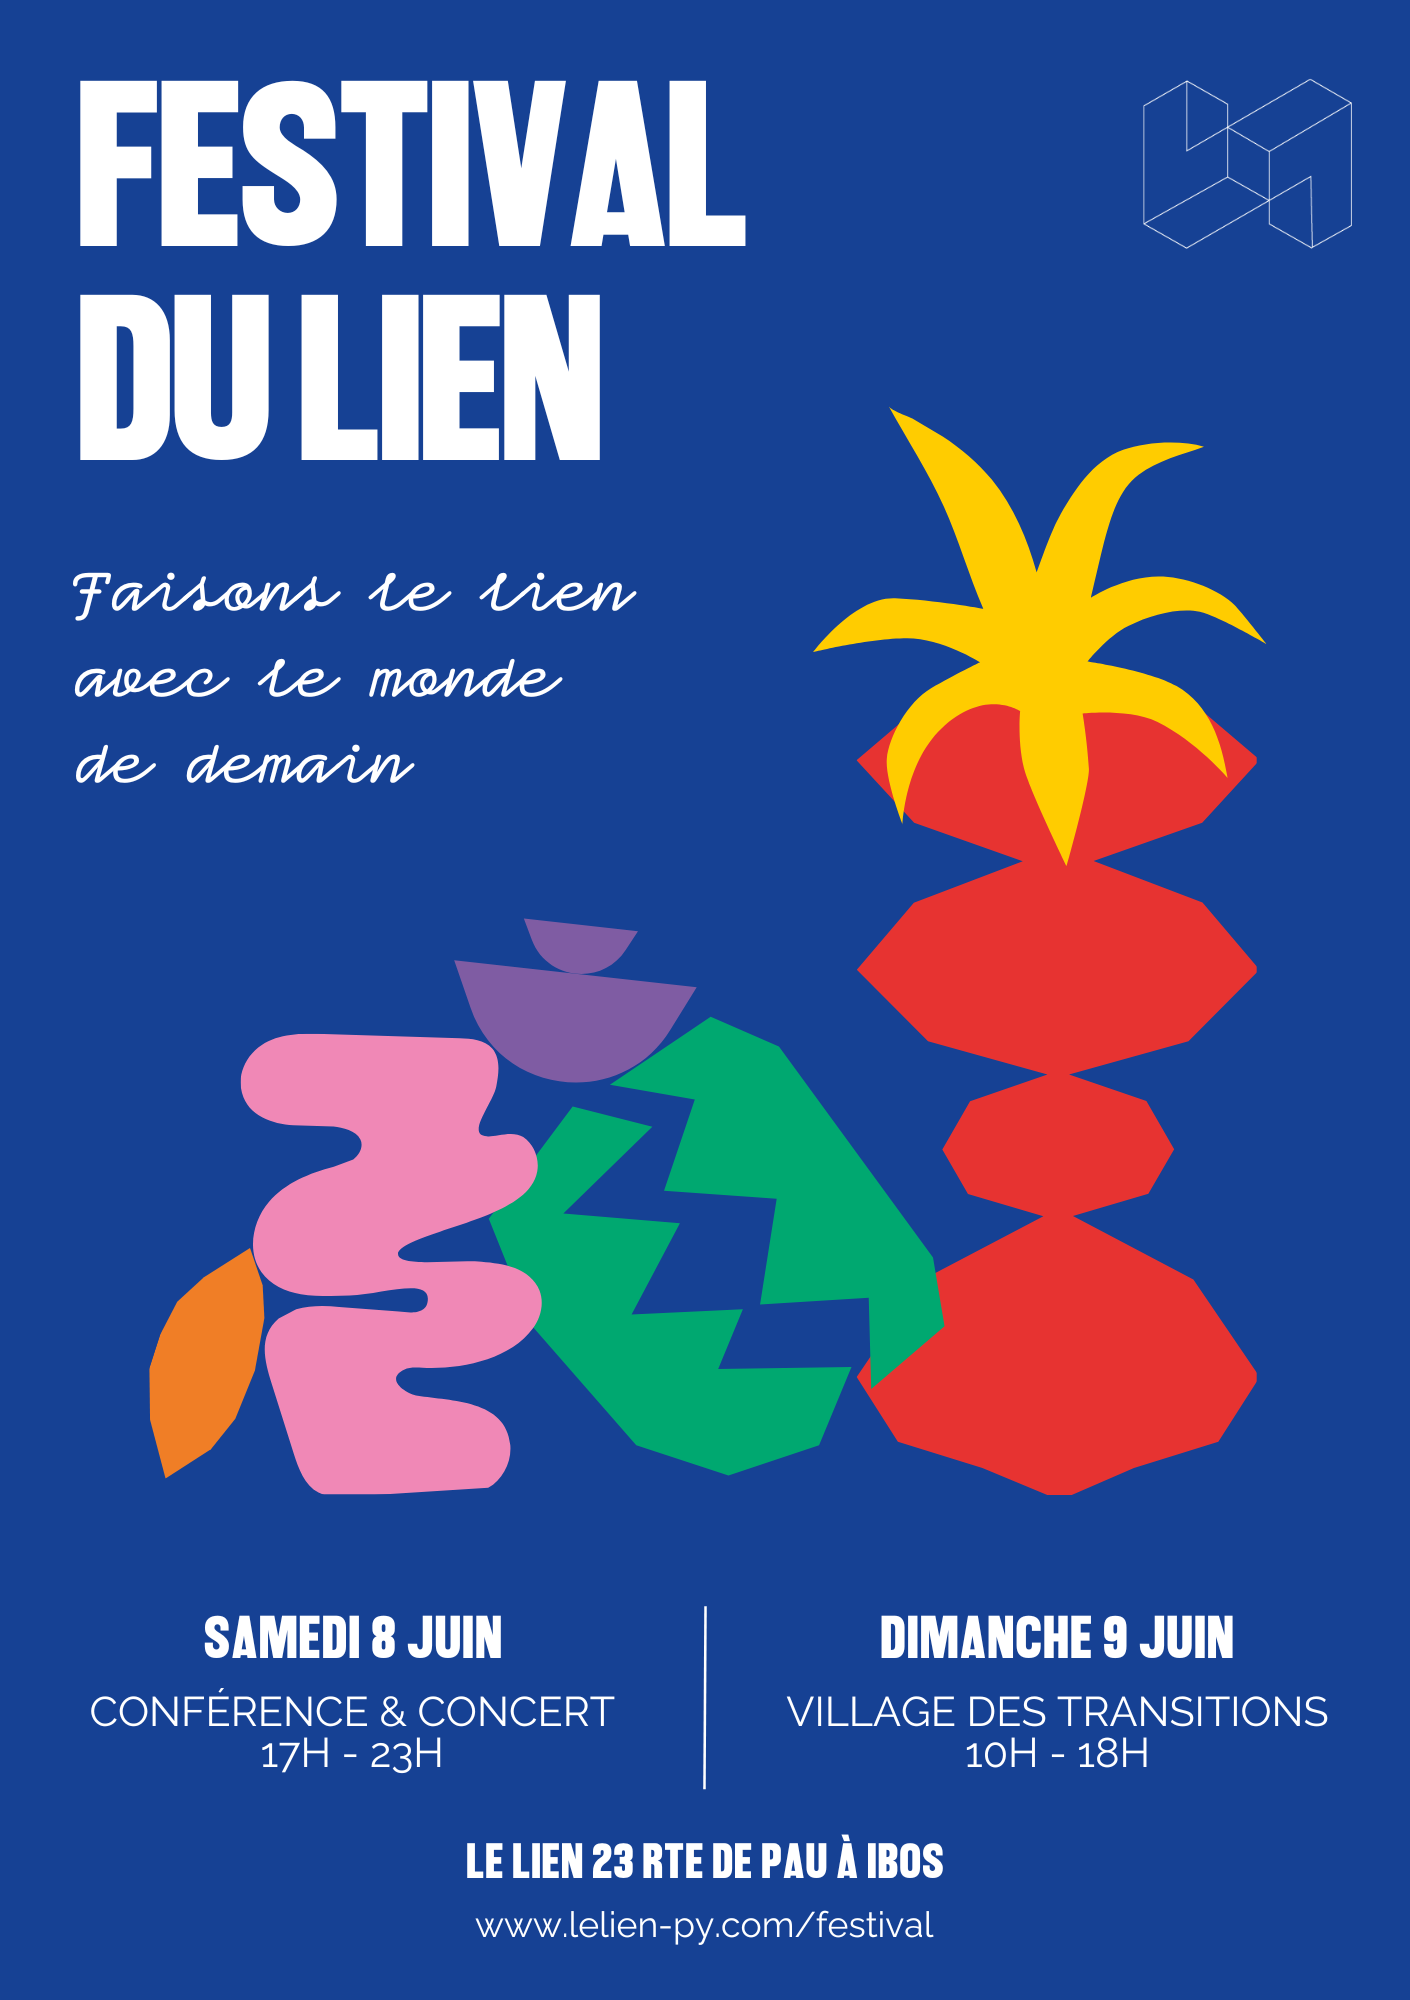 FESTIVAL
DU LIEN
Faisons le lien
avec le monde
de demain
SAMEDI 8 JUIN
CONFÉRENCE & CONCERT
17H - 23H
DIMANCHE 9 JUIN
VILLAGE DES TRANSITIONS
10H - 18H
LE LIEN 23 RTE DE PAU À IBOS
www.lelien-py.com/festival